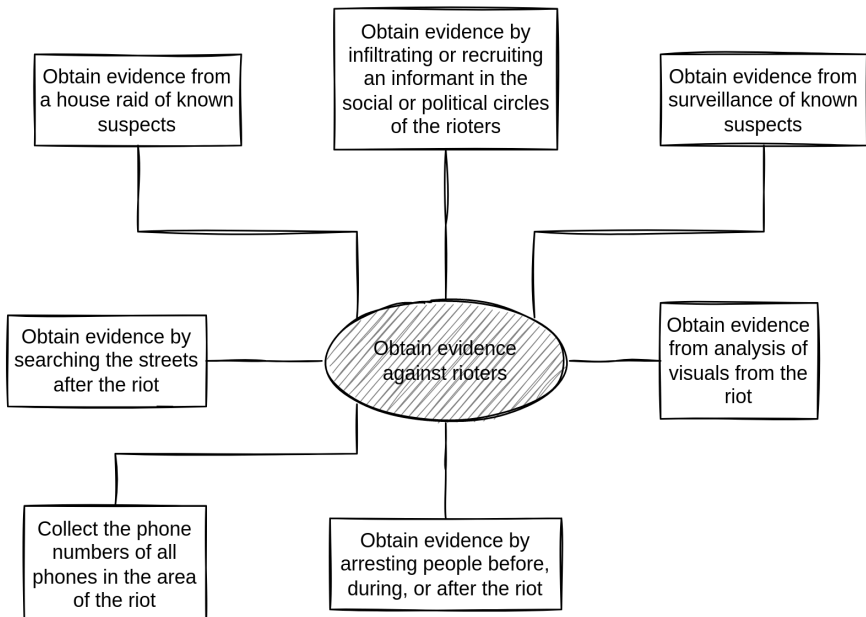 Obtain evidence from
a house raid of known
suspects
Obtain evidence by
infiltrating or recruiting
an informant in the
social or political circles
of the rioters
Obtain evidence from
surveillance of known
suspects
Obtain evidence by
searching the streets
after the riot
Obtain evidence
against rioters
Obtain evidence
from analysis of
visuals from the
riot
Collect the phone
numbers of all
phones in the area
of the riot
Obtain evidence by
arresting people before,
during, or after the riot